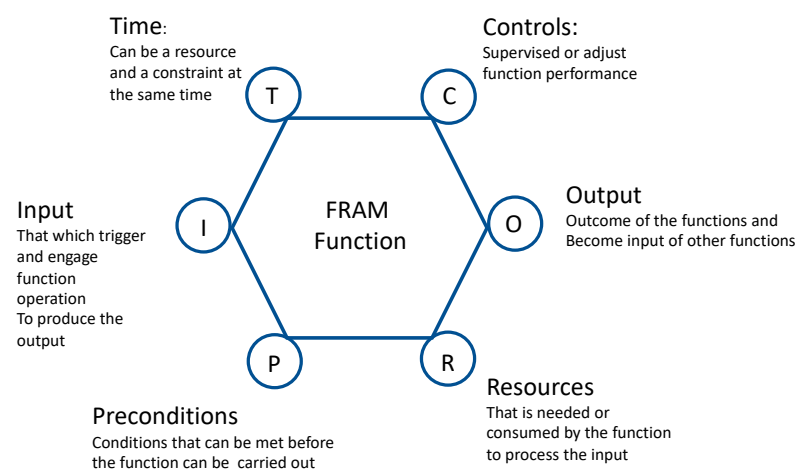 Time:
Can be a resource
and a constraint at
the same time
Controls:
Supervised or adjust
function performance
T
C
Input
That which trigger
and engage
function
operation
To produce the
output
I
FRAM
Function
O
Output
Outcome of the functions and
Become input of other functions
P
R
Preconditions
Conditions that can be met before
the function can be carried out
Resources
That is needed or
consumed by the function
to process the input